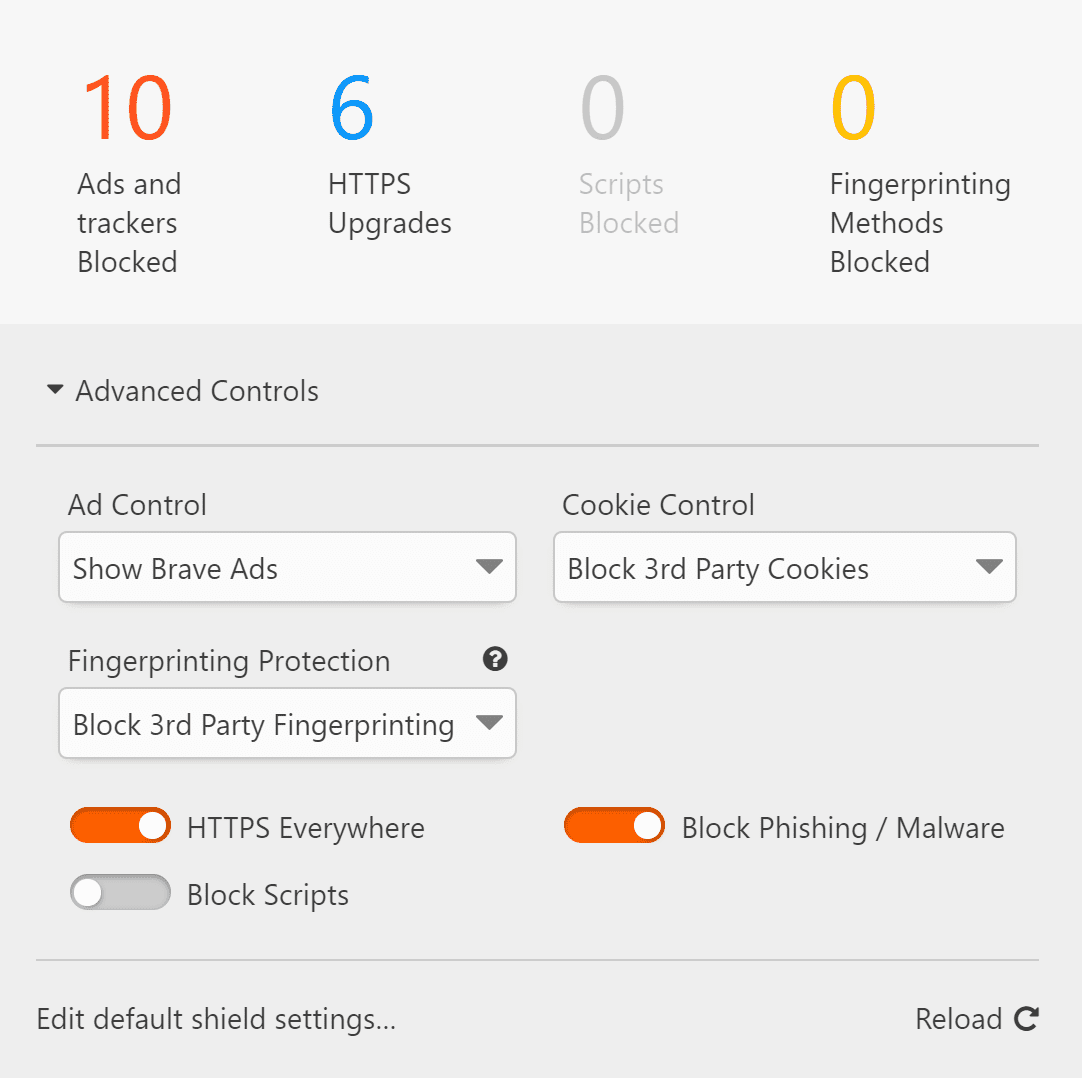 10
Ads and
trackers
Blocked
6
HTTPS
Upgrades
0
Scripts
Blocked
0
Fingerprinting
Methods
Blocked
Advanced Controls
Ad Control
Show Brave Ads
Cookie Control
Block 3rd Party Cookies
Fingerprinting Protection
Block 3rd Party Fingerprinting
HTTPS Everywhere
Block Phishing / Malware
Block Scripts
Edit default shield settings...
Reload